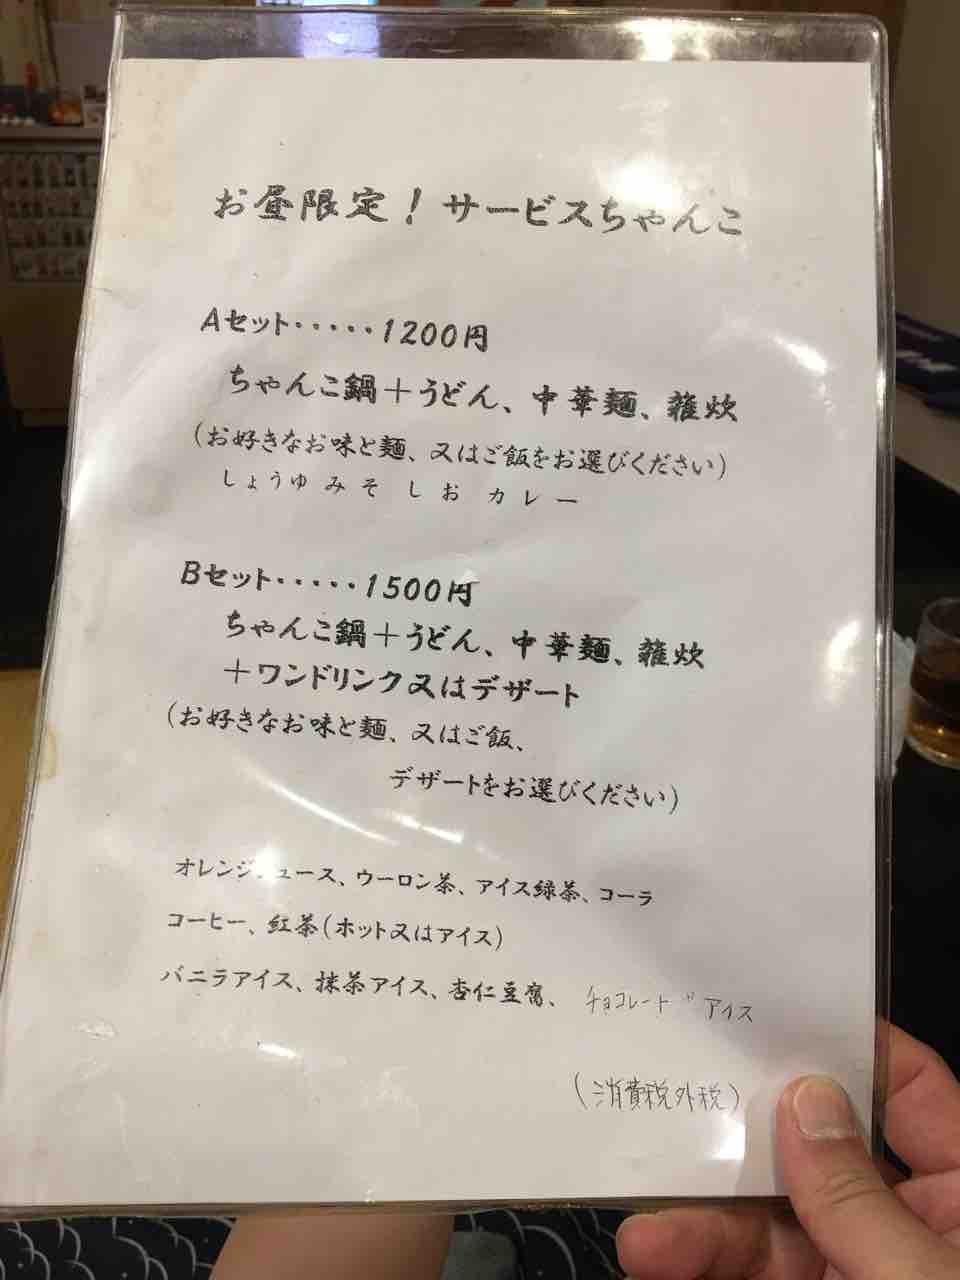 お昼限定！サービスちゃんこ
Aセット・・・・・1200円
ちゃんこ鍋＋うどん、中華麺、雑炊
（お好きなお味と麺、又はご飯をお選びください）
しょうゆ みそ しお カレー
Bセット・・・・・1500円
ちゃんこ鍋＋うどん、中華麺、雑炊
＋ワンドリンク又はデザート
（お好きなお味と麺、又はご飯、
デザートをお選びください）
オレンジジュース、ウーロン茶、アイス緑茶、コーラ
コーヒー、紅茶（ホット又はアイス）
バニラアイス、抹茶アイス、杏仁豆腐、チョコレート〃アイス
（消費税外税）